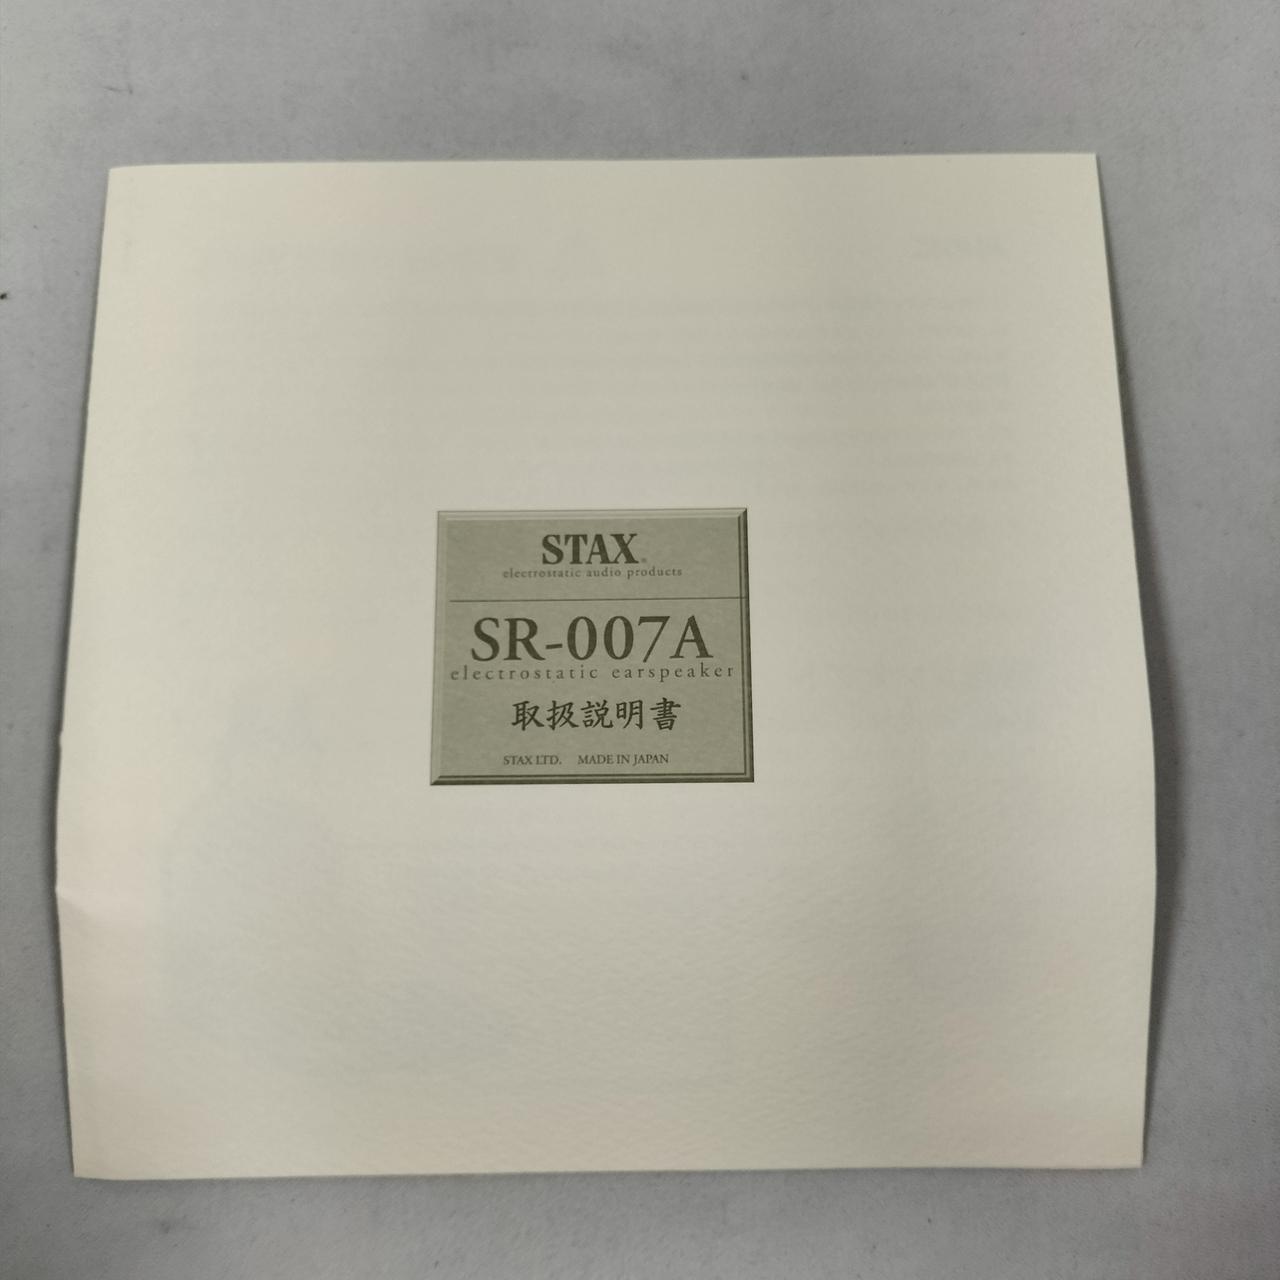 STAX®
electrostatic audio products
SR-007A
electrostatic earspeaker
取扱説明書
STAX LTD. MADE IN JAPAN